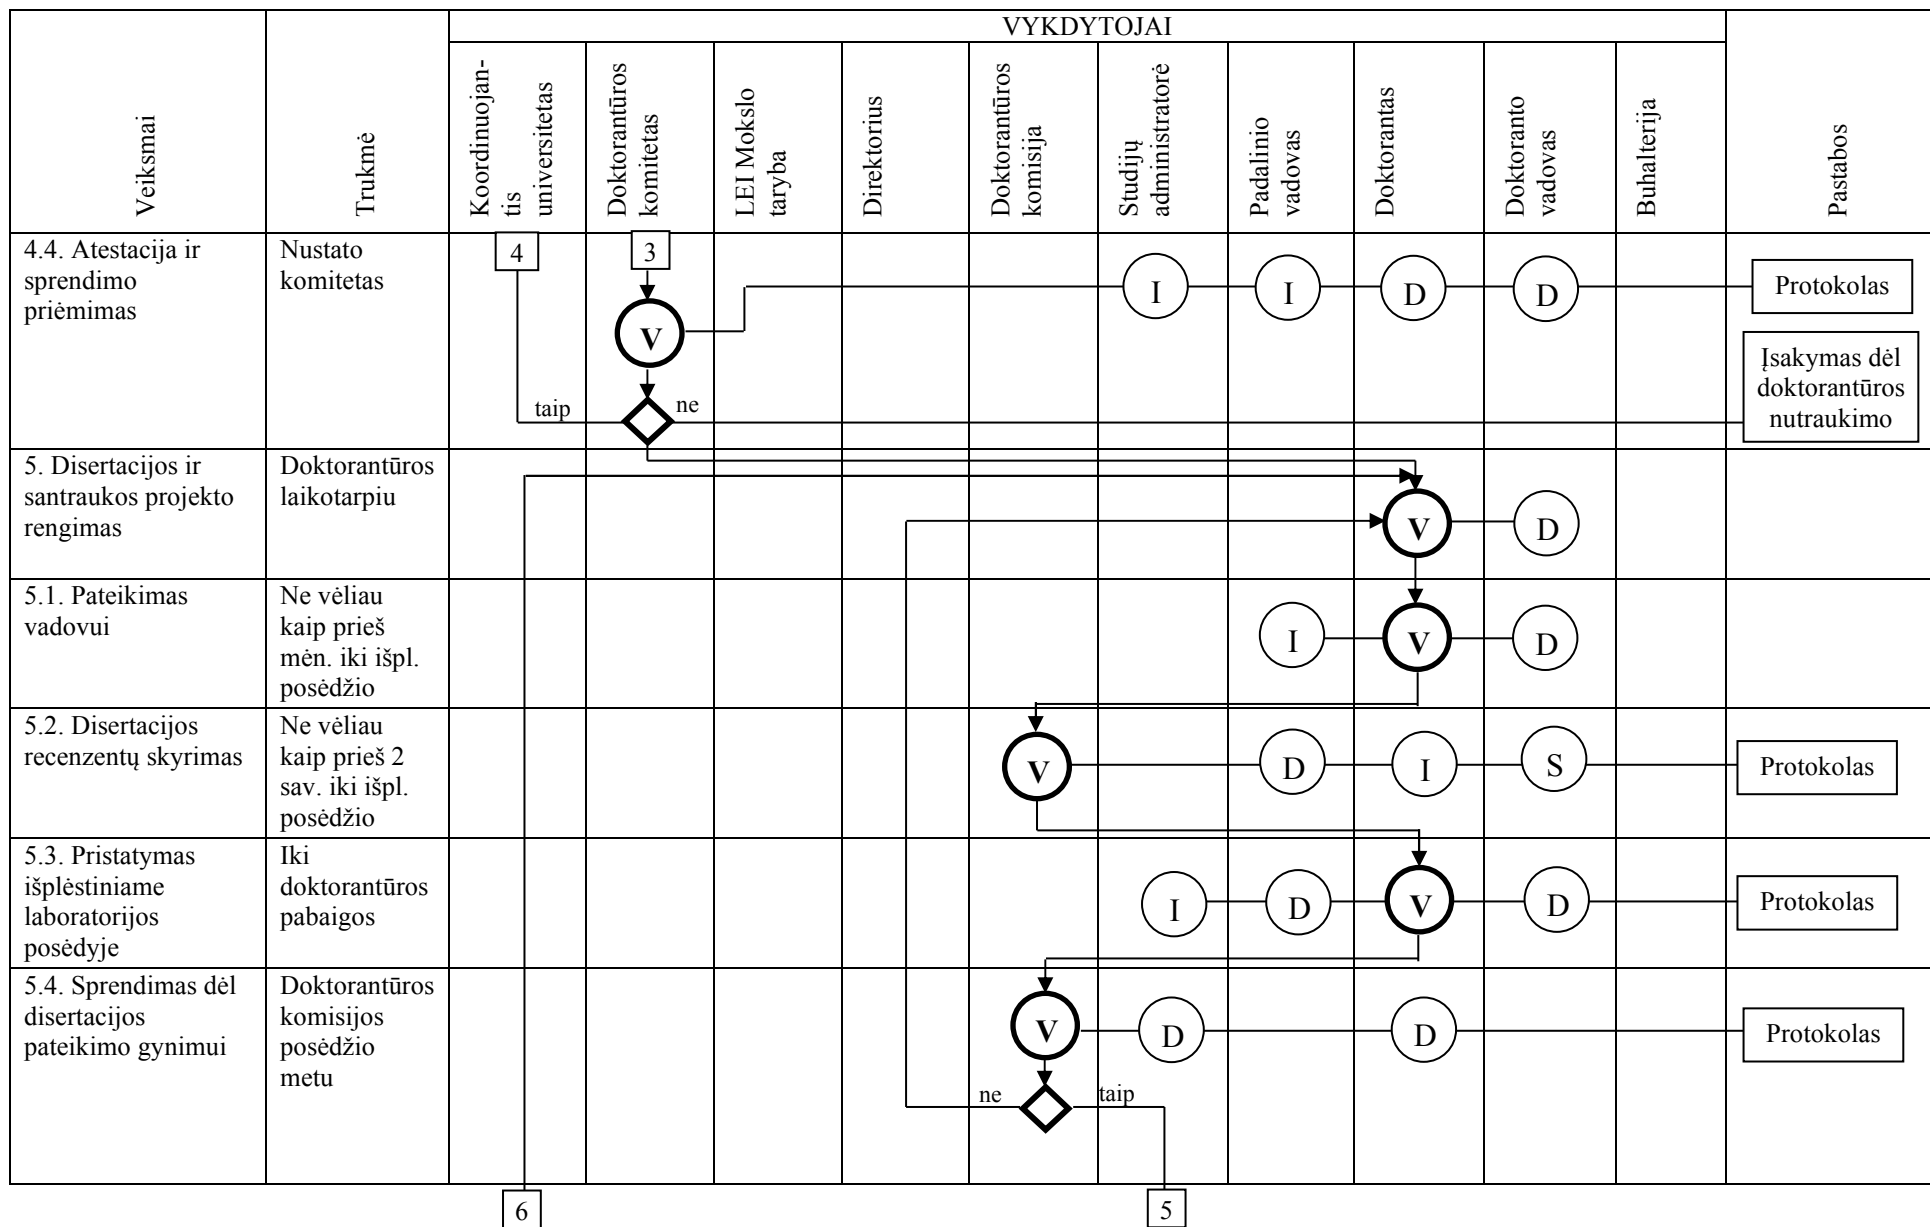 VYKDYTOJAI
Veiksmai
Trukmė
Koordinuojan-
tis
universitetas
Doktorantūros
komitetas
LEI Mokslo
taryba
Direktorius
Doktorantūros
komisija
Studijų
administratorė
Padalinio
vadovas
Doktorantas
Doktoranto
vadovas
Buhalterija
Pastabos
4.4. Atestacija ir
sprendimo
priėmimas
Nustato
komitetas
4
3
V
I
I
D
D
Protokolas
taip
ne
Įsakymas dėl
doktorantūros
nutraukimo
5. Disertacijos ir
santraukos projekto
rengimas
Doktorantūros
laikotarpiu
V
D
5.1. Pateikimas
vadovui
Ne vėliau
kaip prieš
mėn. iki išpl.
posėdžio
I
V
D
5.2. Disertacijos
recenzentų skyrimas
Ne vėliau
kaip prieš 2
sav. iki išpl.
posėdžio
V
D
I
S
Protokolas
5.3. Pristatymas
išplėstiniame
laboratorijos
posėdyje
Iki
doktorantūros
pabaigos
I
D
V
D
Protokolas
5.4. Sprendimas dėl
disertacijos
pateikimo gynimui
Doktorantūros
komisijos
posėdžio
metu
V
D
D
Protokolas
ne
taip
6
5